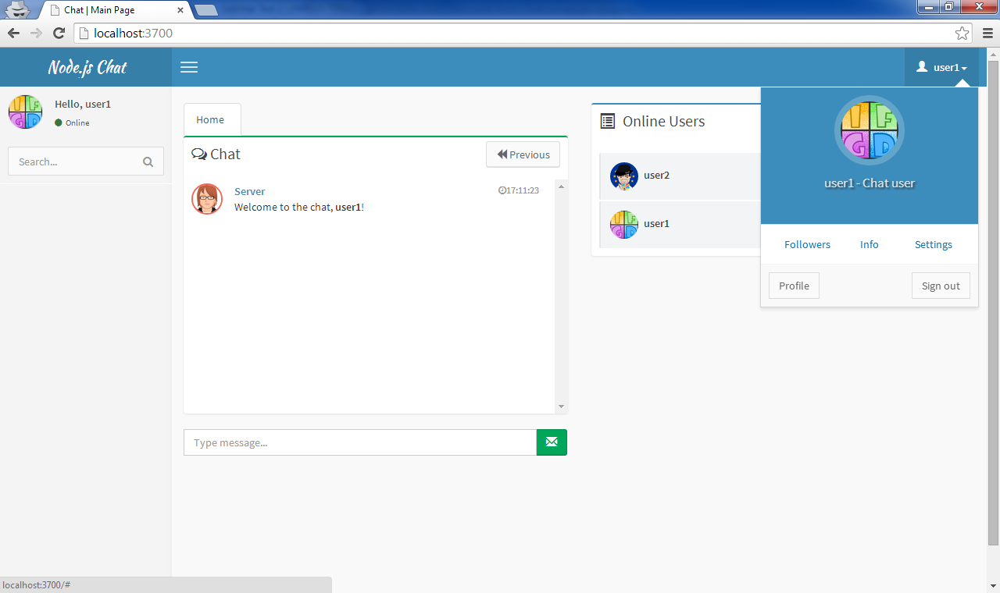 Chat | Main Page
localhost:3700
Node.js Chat
user1
Hello, user1
Online
Search...
Home
Chat
Previous
Server
17:11:23
Welcome to the chat, user1!
Type message...
Online Users
user2
user1
user1 - Chat user
Followers Info Settings
Profile Sign out
localhost:3700/#